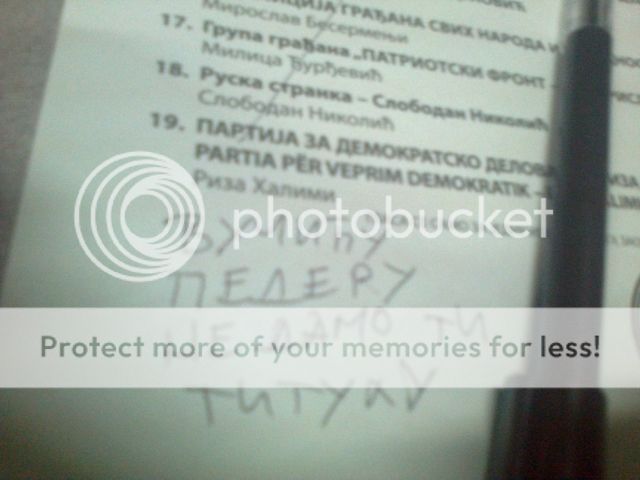 ГРАЂАНА СВИХ НАРОДА И
Мирослав Бесермењи
17. Група грађана „ПАТРИОТСКИ ФРОНТ –
Милица Ђурђевић
18. Руска странка – Слободан Николић
Слободан Николић
19. ПАРТИЈА ЗА ДЕМОКРАТСКО ДЕЛОВА
PARTIA PËR VEPRIM DEMOKRATIK –
Риза Халими
photobucket
ПЕДЕРУ
НЕ ДАМО ТИ
Protect more of your memories for less!
ТИТУЛУ